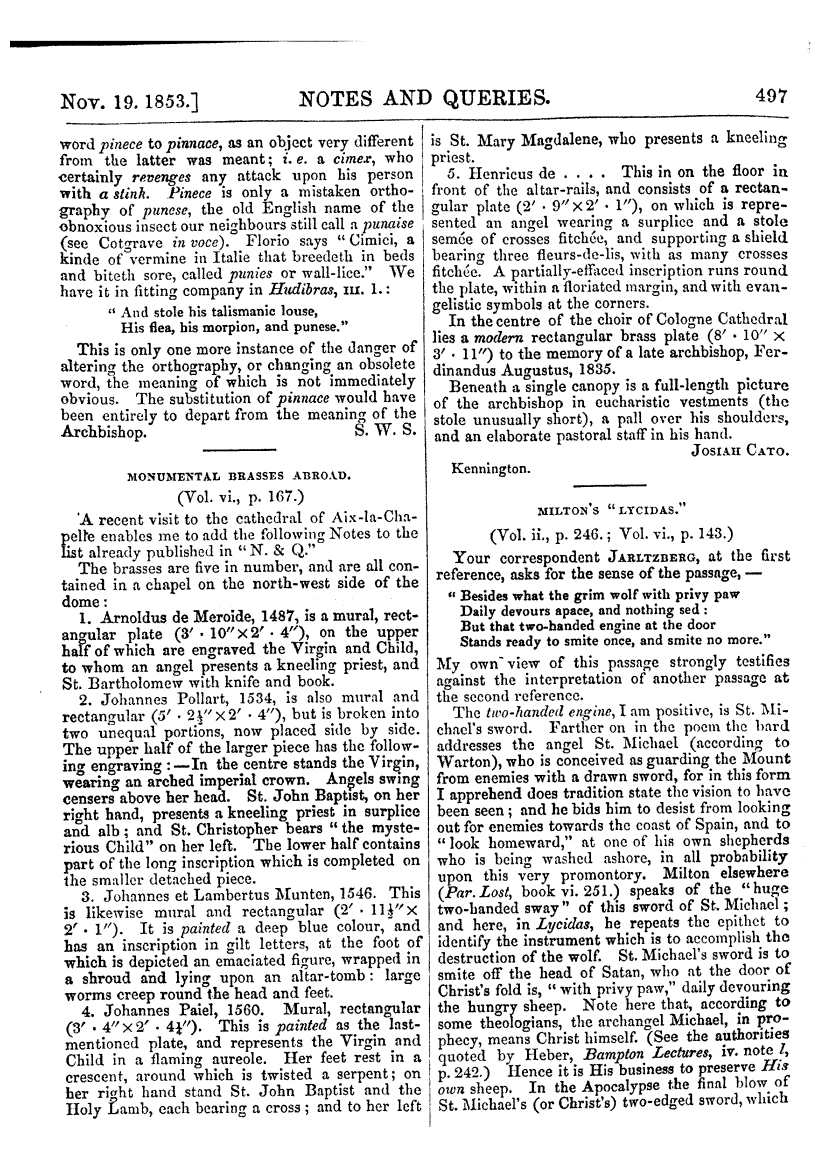 Nov. 19. 1853.] NOTES AND QUERIES. 497
word pinece to pinnace, as an object very different
from the latter was meant; i. e. a cimex, who
certainly revenges any attack upon his person
with a stink. Pinece is only a mistaken ortho-
graphy of punese, the old English name of the
obnoxious insect our neighbours still call a punaise
(see Cotgrave in voce). Florio says "Cimici, a
kinde of vermine in Italie that breedeth in beds
and biteth sore, called punies or wall-lice." We
have it in fitting company in Hudibras, III. 1.:
"And stole his talismanic louse,
His flea, his morpion, and punese."
This is only one more instance of the danger of
altering the orthography, or changing an obsolete
word, the meaning of which is not immediately
obvious. The substitution of pinnace would have
been entirely to depart from the meaning of the
Archbishop. S. W. S.
MONUMENTAL BRASSES ABROAD.
(Vol. vi., p. 167.)
A recent visit to the cathedral of Aix-la-Cha-
pelle enables me to add the following Notes to the
list already published in "N. & Q."
The brasses are five in number, and are all con-
tained in a chapel on the north-west side of the
dome:
1. Arnoldus de Meroide, 1487, is a mural, rect-
angular plate (3′ · 10″ × 2′ · 4″), on the upper
half of which are engraved the Virgin and Child,
to whom an angel presents a kneeling priest, and
St. Bartholomew with knife and book.
2. Johannes Pollart, 1534, is also mural and
rectangular (5′ · 2½″ × 2′ · 4″), but is broken into
two unequal portions, now placed side by side.
The upper half of the larger piece has the follow-
ing engraving:—In the centre stands the Virgin,
wearing an arched imperial crown. Angels swing
censers above her head. St. John Baptist, on her
right hand, presents a kneeling priest in surplice
and alb; and St. Christopher bears "the myste-
rious Child" on her left. The lower half contains
part of the long inscription which is completed on
the smaller detached piece.
3. Johannes et Lambertus Munten, 1546. This
is likewise mural and rectangular (2′ · 11½″ ×
2′ · 1″). It is painted a deep blue colour, and
has an inscription in gilt letters, at the foot of
which is depicted an emaciated figure, wrapped in
a shroud and lying upon an altar-tomb: large
worms creep round the head and feet.
4. Johannes Paiel, 1560. Mural, rectangular
(3′ · 4″ × 2′ · 4¼″). This is painted as the last-
mentioned plate, and represents the Virgin and
Child in a flaming aureole. Her feet rest in a
crescent, around which is twisted a serpent; on
her right hand stand St. John Baptist and the
Holy Lamb, each bearing a cross; and to her left
is St. Mary Magdalene, who presents a kneeling
priest.
5. Henricus de . . . . This in on the floor in
front of the altar-rails, and consists of a rectan-
gular plate (2′ · 9″ × 2′ · 1″), on which is repre-
sented an angel wearing a surplice and a stole
semée of crosses fitchée, and supporting a shield
bearing three fleurs-de-lis, with as many crosses
fitchée. A partially-effaced inscription runs round
the plate, within a floriated margin, and with evan-
gelistic symbols at the corners.
In the centre of the choir of Cologne Cathedral
lies a modern rectangular brass plate (8′ · 10″ ×
3′ · 11″) to the memory of a late archbishop, Fer-
dinandus Augustus, 1835.
Beneath a single canopy is a full-length picture
of the archbishop in eucharistic vestments (the
stole unusually short), a pall over his shoulders,
and an elaborate pastoral staff in his hand.
JOSIAH CATO.
Kennington.
MILTON'S "LYCIDAS."
(Vol. ii., p. 246.; Vol. vi., p. 143.)
Your correspondent JARLTZBERG, at the first
reference, asks for the sense of the passage,—
"Besides what the grim wolf with privy paw
Daily devours apace, and nothing sed:
But that two-handed engine at the door
Stands ready to smite once, and smite no more."
My own view of this passage strongly testifies
against the interpretation of another passage at
the second reference.
The two-handed engine, I am positive, is St. Mi-
chael's sword. Farther on in the poem the bard
addresses the angel St. Michael (according to
Warton), who is conceived as guarding the Mount
from enemies with a drawn sword, for in this form
I apprehend does tradition state the vision to have
been seen; and he bids him to desist from looking
out for enemies towards the coast of Spain, and to
"look homeward," at one of his own shepherds
who is being washed ashore, in all probability
upon this very promontory. Milton elsewhere
(Par. Lost, book vi. 251.) speaks of the "huge
two-handed sway" of this sword of St. Michael;
and here, in Lycidas, he repeats the epithet to
identify the instrument which is to accomplish the
destruction of the wolf. St. Michael's sword is to
smite off the head of Satan, who at the door of
Christ's fold is, "with privy paw," daily devouring
the hungry sheep. Note here that, according to
some theologians, the archangel Michael, in pro-
phecy, means Christ himself. (See the authorities
quoted by Heber, Bampton Lectures, iv. note l,
p. 242.) Hence it is His business to preserve His
own sheep. In the Apocalypse the final blow of
St. Michael's (or Christ's) two-edged sword, which